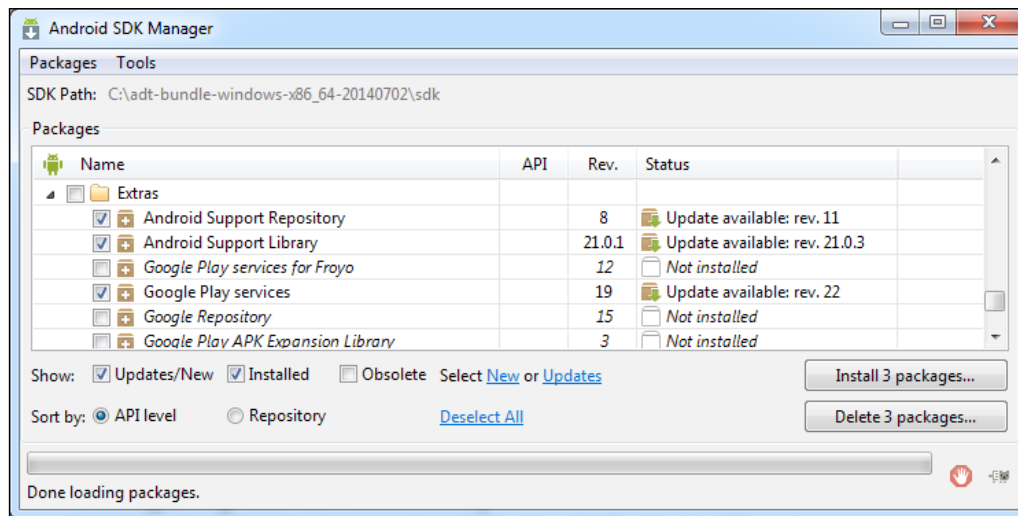 Android SDK Manager
Packages Tools
SDK Path: C:\adt-bundle-windows-x86_64-20140702\sdk
Packages
Name API Rev. Status
Extras
Android Support Repository 8 Update available: rev. 11
Android Support Library 21.0.1 Update available: rev. 21.0.3
Google Play services for Froyo 12 Not installed
Google Play services 19 Update available: rev. 22
Google Repository 15 Not installed
Google Play APK Expansion Library 3 Not installed
Show: Updates/New Installed Obsolete Select New or Updates Install 3 packages...
Sort by: API level Repository Deselect All Delete 3 packages...
Done loading packages.